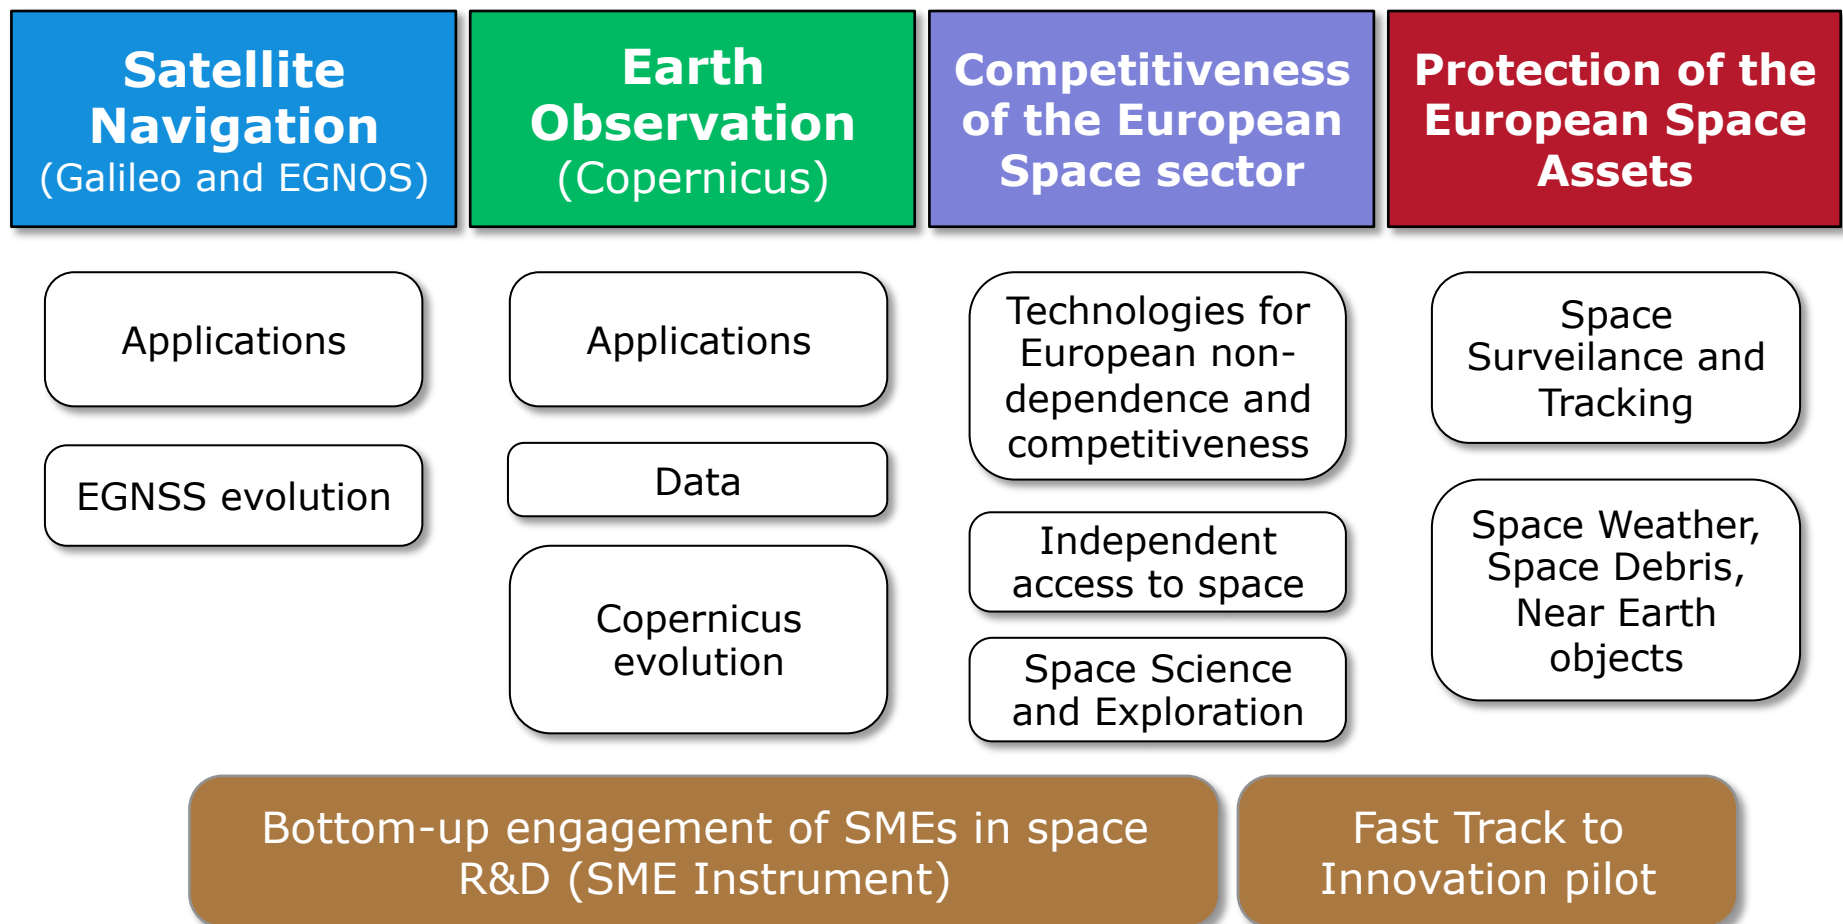 Satellite
Navigation
(Galileo and EGNOS)
Earth
Observation
(Copernicus)
Competitiveness
of the European
Space sector
Protection of the
European Space
Assets
Applications
EGNSS evolution
Applications
Data
Copernicus
evolution
Technologies for
European non-
dependence and
competitiveness
Independent
access to space
Space Science
and Exploration
Space
Surveilance and
Tracking
Space Weather,
Space Debris,
Near Earth
objects
Bottom-up engagement of SMEs in space
R&D (SME Instrument)
Fast Track to
Innovation pilot